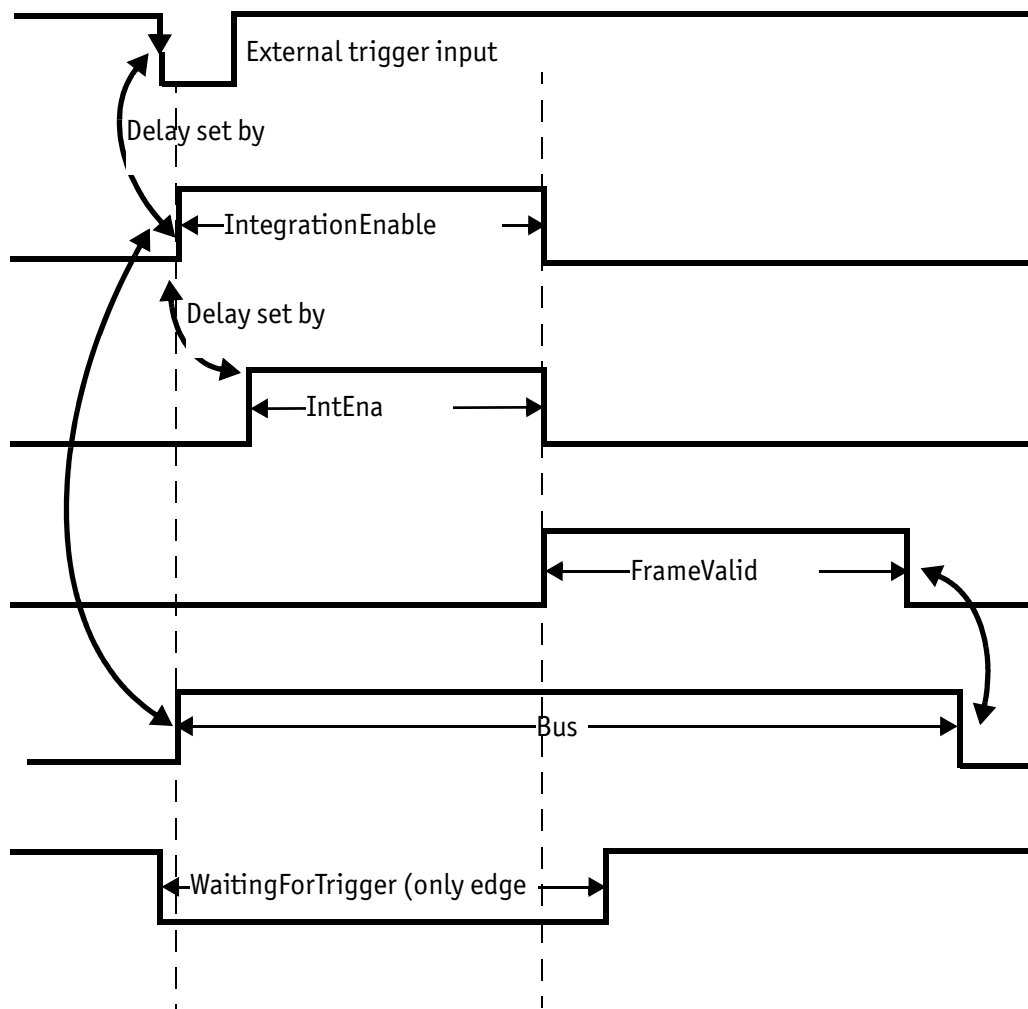 External trigger input
Delay set by
IntegrationEnable
Delay set by
IntEna
FrameValid
Bus
WaitingForTrigger (only edge